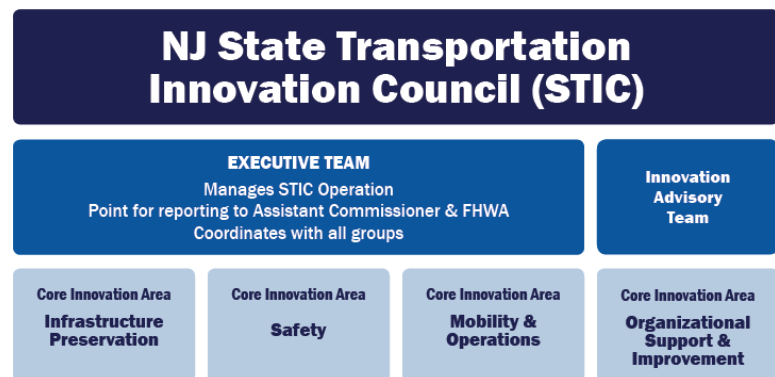 NJ State Transportation
Innovation Council (STIC)
EXECUTIVE TEAM
Manages STIC Operation
Point for reporting to Assistant Commissioner & FHWA
Coordinates with all groups
Innovation
Advisory
Team
Core Innovation Area
Infrastructure
Preservation
Core Innovation Area
Safety
Core Innovation Area
Mobility &
Operations
Core Innovation Area
Organizational
Support &
Improvement